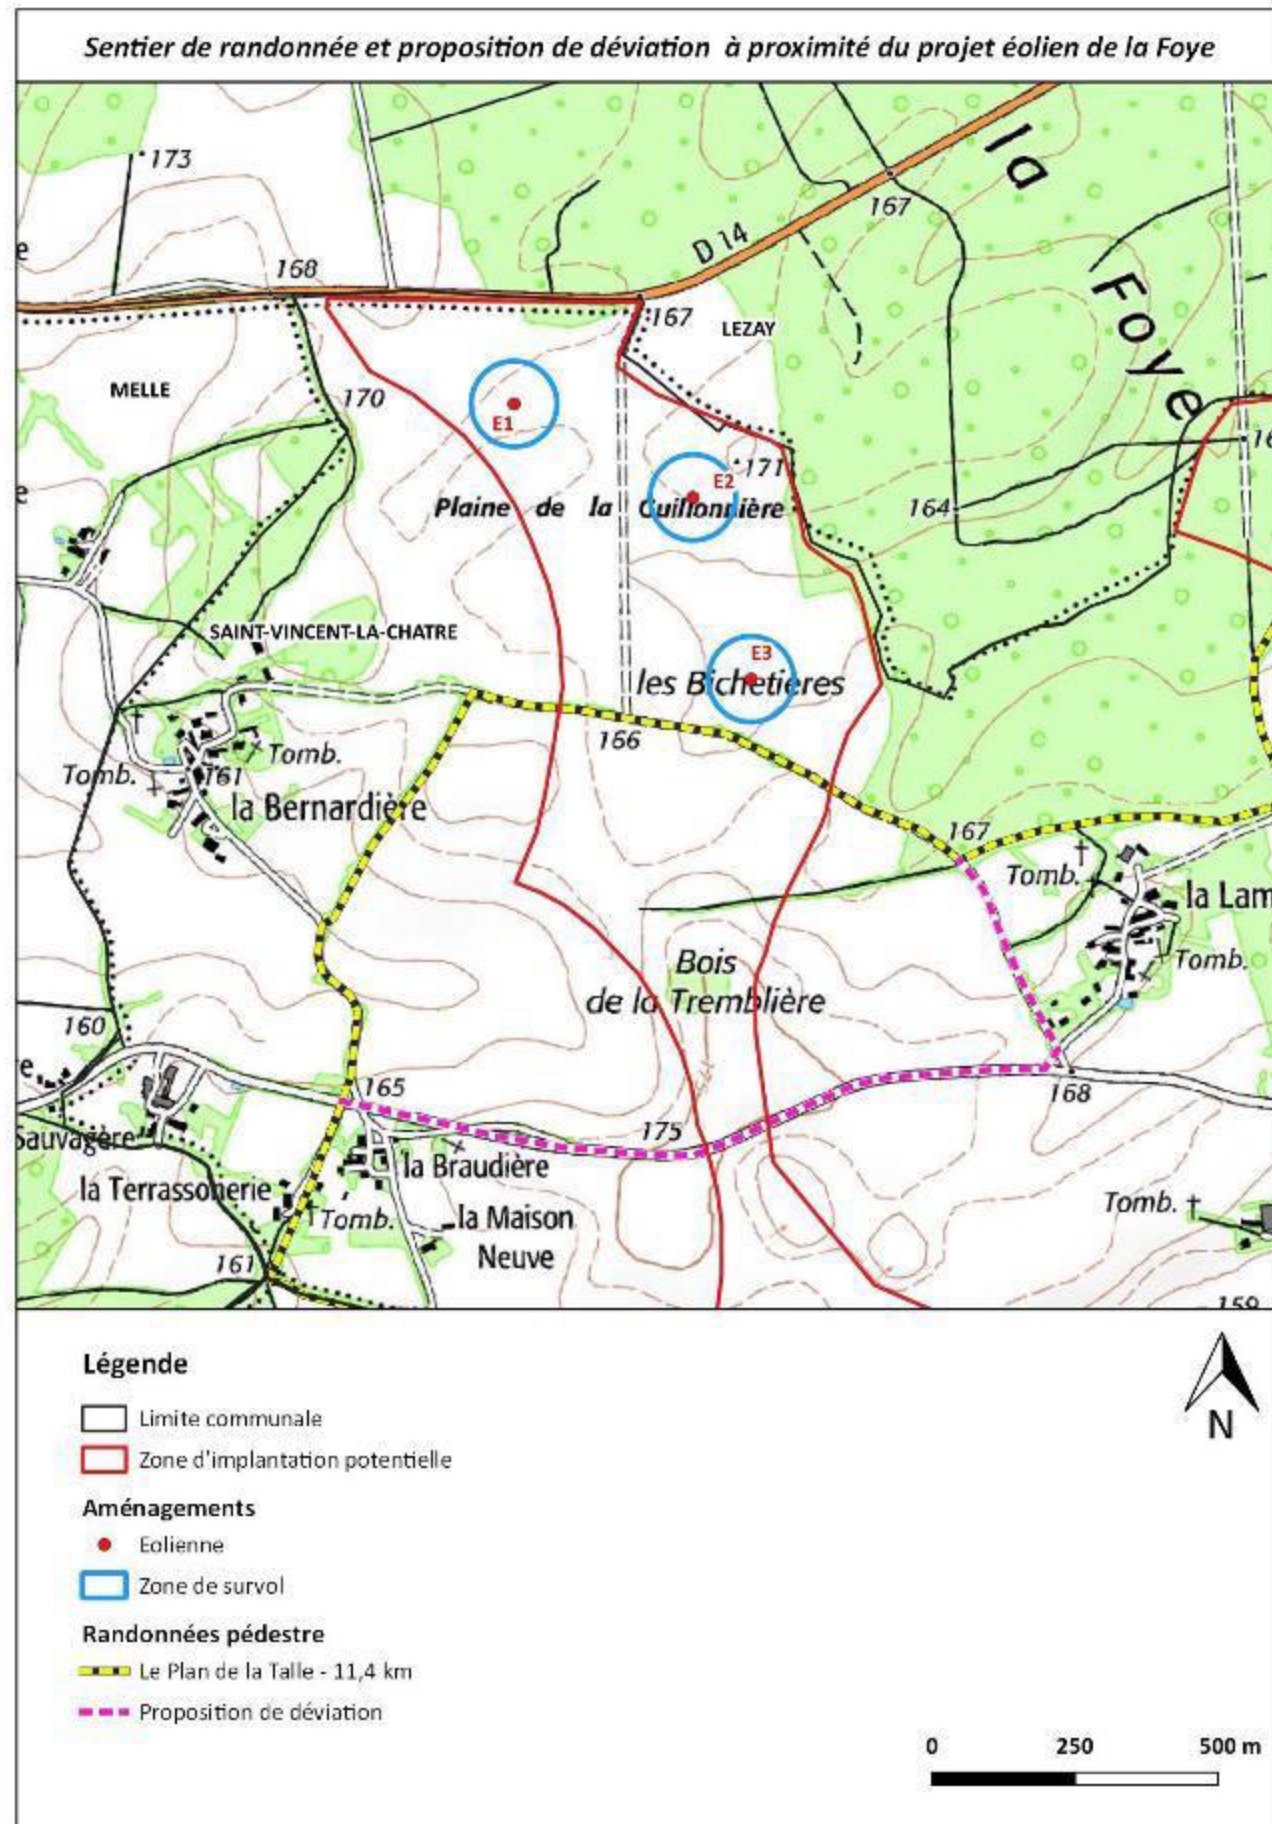 Sentier de randonnée et proposition de déviation à proximité du projet éolien de la Foye
173
la
Foye
167
D 14
168
167
LEZAY
MELLE
170
E1
171
E2
Plaine de la Guillonnière
164
SAINT-VINCENT-LA-CHATRE
E3
les Bichetières
166
Tomb.
Tomb.
161
la Bernardière
167
Tomb.
la Lam
Bois
de la Tremblière
Tomb.
160
165
168
175
Sauvagère
la Braudière
la Terrassonerie
Tomb.
la Maison
Neuve
Tomb.
161
159
Légende
Limite communale
Zone d'implantation potentielle
N
Aménagements
Eolienne
Zone de survol
Randonnées pédestre
Le Plan de la Talle - 11,4 km
Proposition de déviation
0 250 500 m